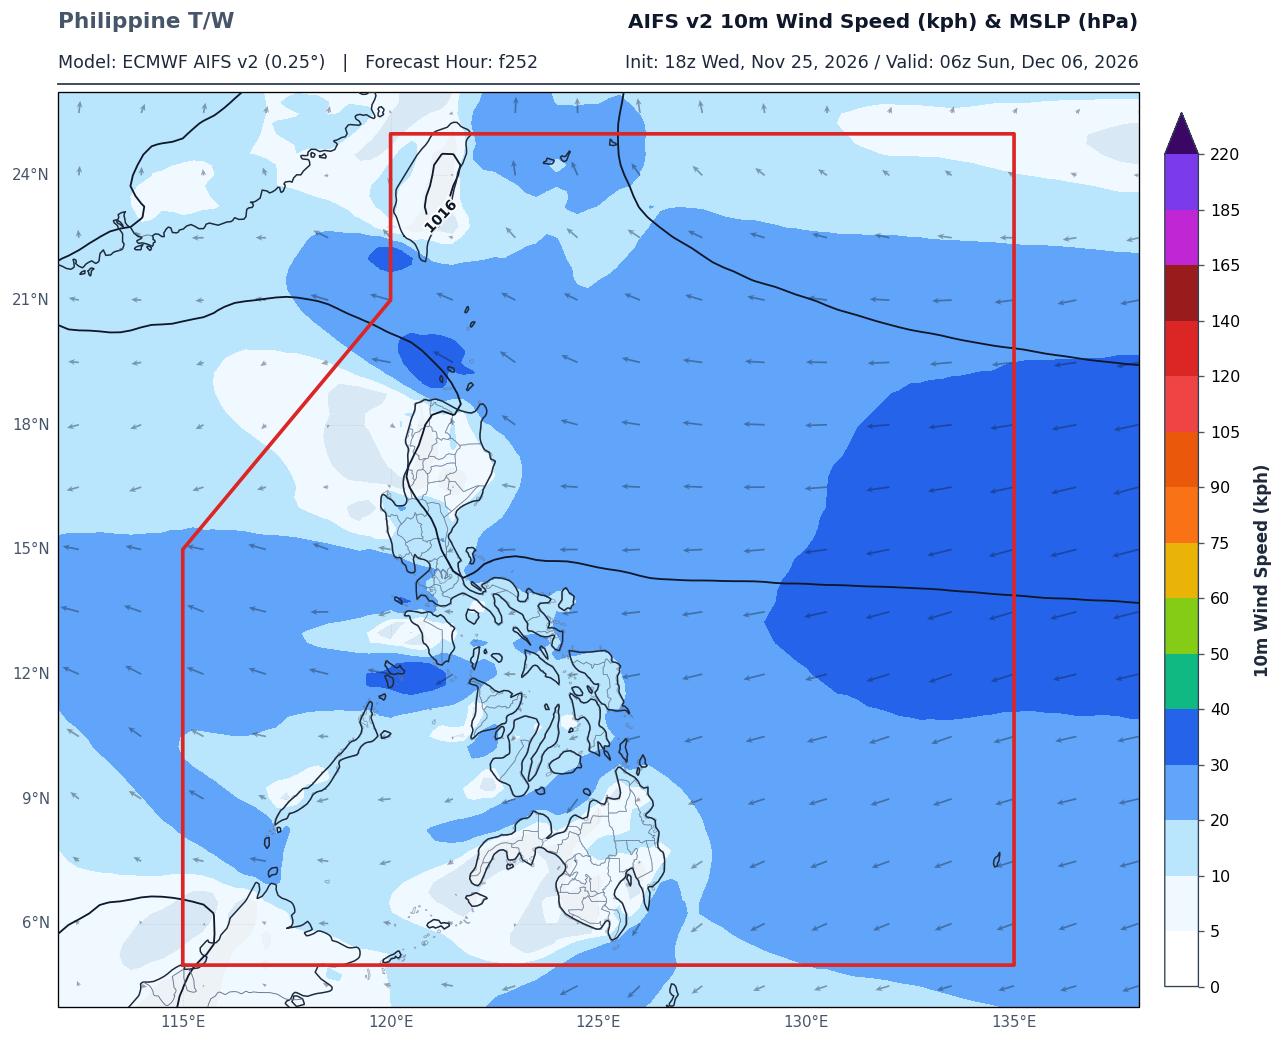 Philippine T/W
AIFS v2 10m Wind Speed (kph) & MSLP (hPa)
Model: ECMWF AIFS v2 (0.25°) | Forecast Hour: f252
Init: 18z Wed, Nov 25, 2026 / Valid: 06z Sun, Dec 06, 2026
24°N
21°N
18°N
15°N
12°N
9°N
6°N
1016
115°E
120°E
125°E
130°E
135°E
220
185
165
140
120
105
90
75
60
50
40
30
20
10
5
0
10m Wind Speed (kph)